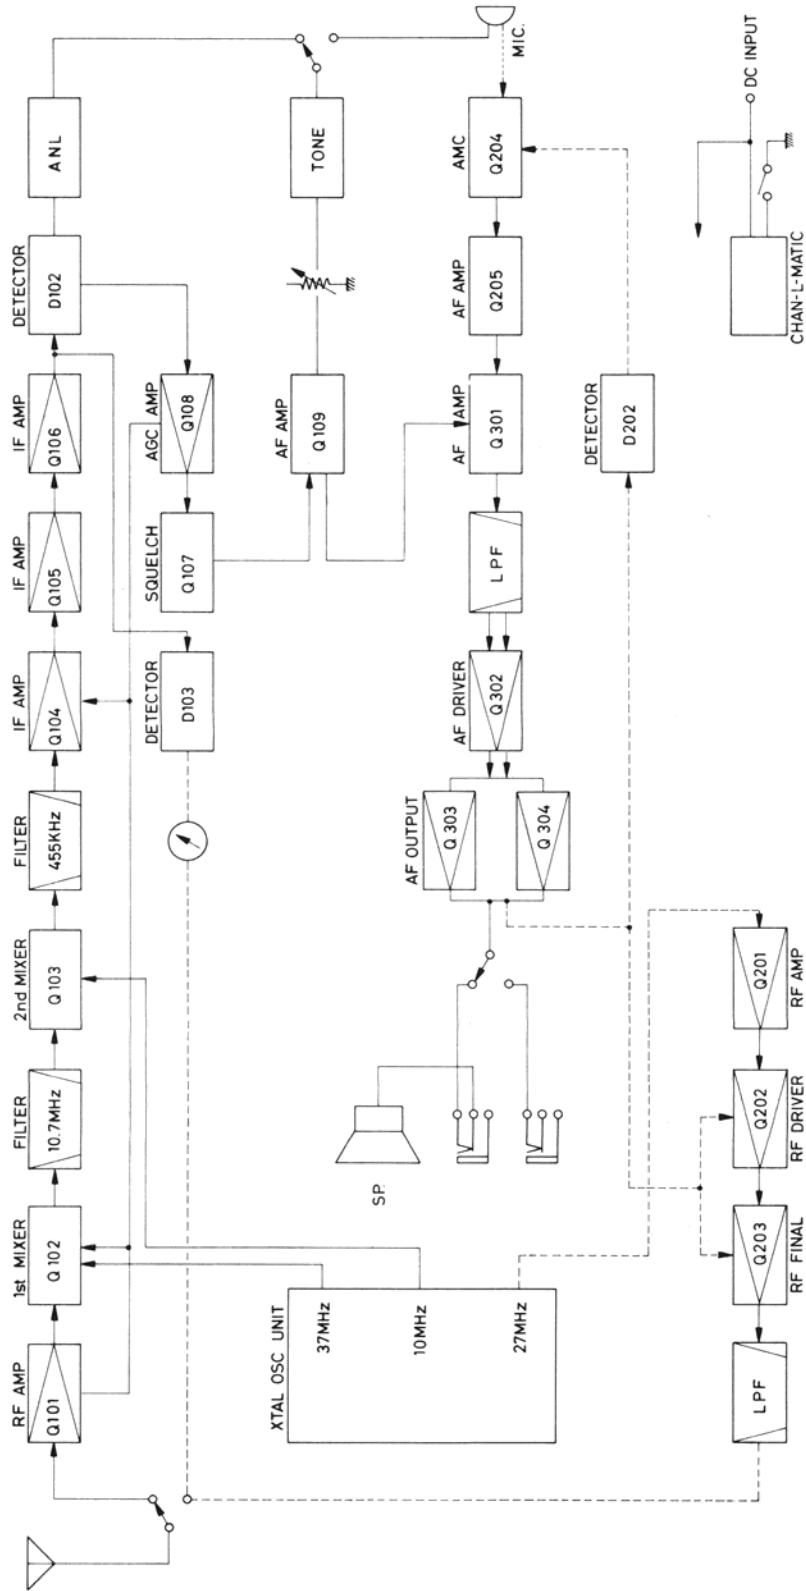 RF AMP
Q101
1st MIXER
Q102
FILTER
10.7MHz
2nd MIXER
Q103
FILTER
455KHz
IF AMP
Q104
IF AMP
Q105
IF AMP
Q106
DETECTOR
D102
ANL
DETECTOR
D103
SQUELCH
Q107
AGC AMP
Q108
XTAL OSC UNIT
37MHz
10MHz
27MHz
AF AMP
Q109
TONE
SP.
AF OUTPUT
Q303
Q304
AF DRIVER
Q302
LPF
AF AMP
Q301
AF AMP
Q205
AMC
Q204
MIC.
DETECTOR
D202
LPF
Q203
RF FINAL
Q202
RF DRIVER
Q201
RF AMP
CHAN-L-MATIC
DC INPUT